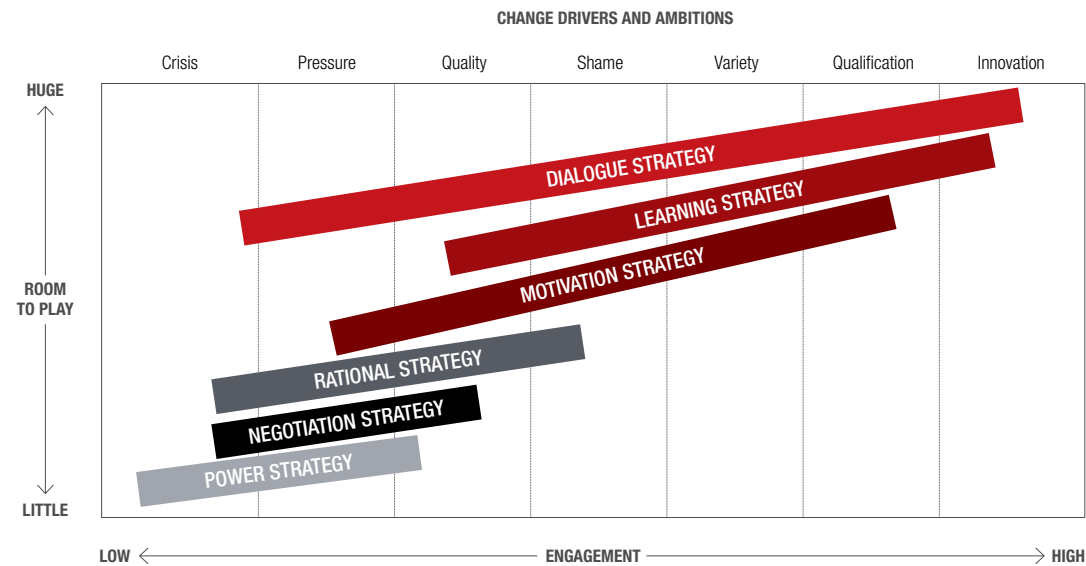 CHANGE DRIVERS AND AMBITIONS
Crisis Pressure Quality Shame Variety Qualification Innovation
HUGE
DIALOGUE STRATEGY
LEARNING STRATEGY
MOTIVATION STRATEGY
ROOM
TO PLAY
RATIONAL STRATEGY
NEGOTIATION STRATEGY
POWER STRATEGY
LITTLE
LOW ENGAGEMENT HIGH